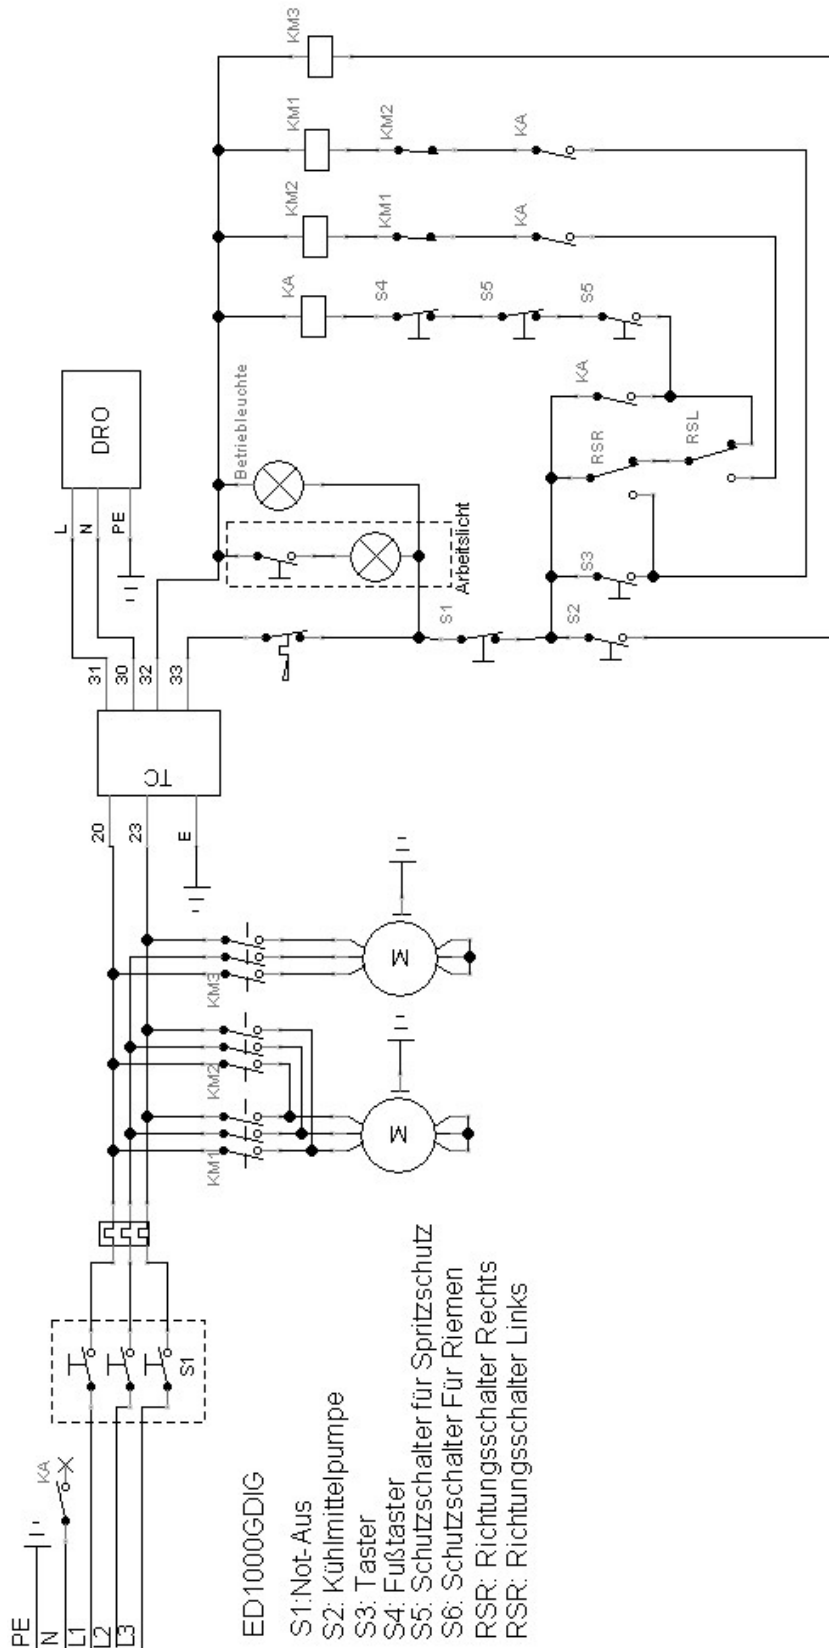 PE
N
L1
L2
L3
KA
S1
KM1
KM2
KM3
M
M
20
23
E
TC
31
30
32
33
L
N
PE
DRO
Betriebleuchte
Arbeitslicht
S1
S2
S3
RSR
RSL
KA
KA
S4
S5
S5
KM2
KM1
KA
KM1
KM2
KA
KM3
ED1000GDIG
S1:Not-Aus
S2: Kühlmittelpumpe
S3: Taster
S4: Fußtaster
S5: Schutzschalter für Spritzschutz
S6: Schutzschalter Für Riemen
RSR: Richtungsschalter Rechts
RSR: Richtungsschalter Links